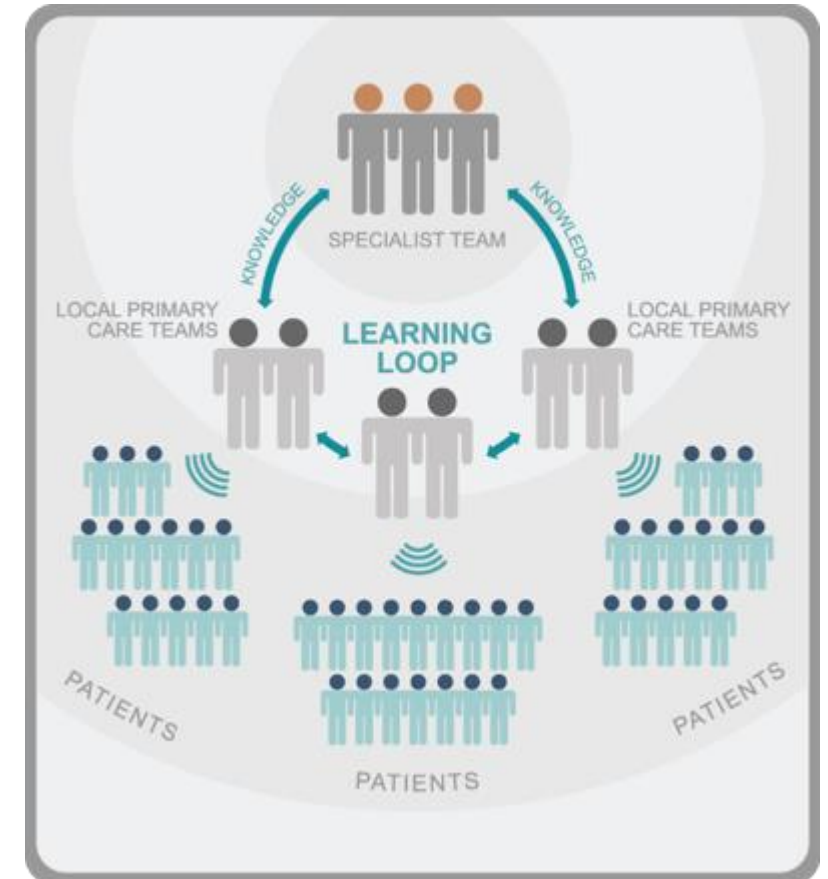 KNOWLEDGE
KNOWLEDGE
SPECIALIST TEAM
LOCAL PRIMARY
CARE TEAMS
LEARNING
LOOP
LOCAL PRIMARY
CARE TEAMS
PATIENTS
PATIENTS
PATIENTS